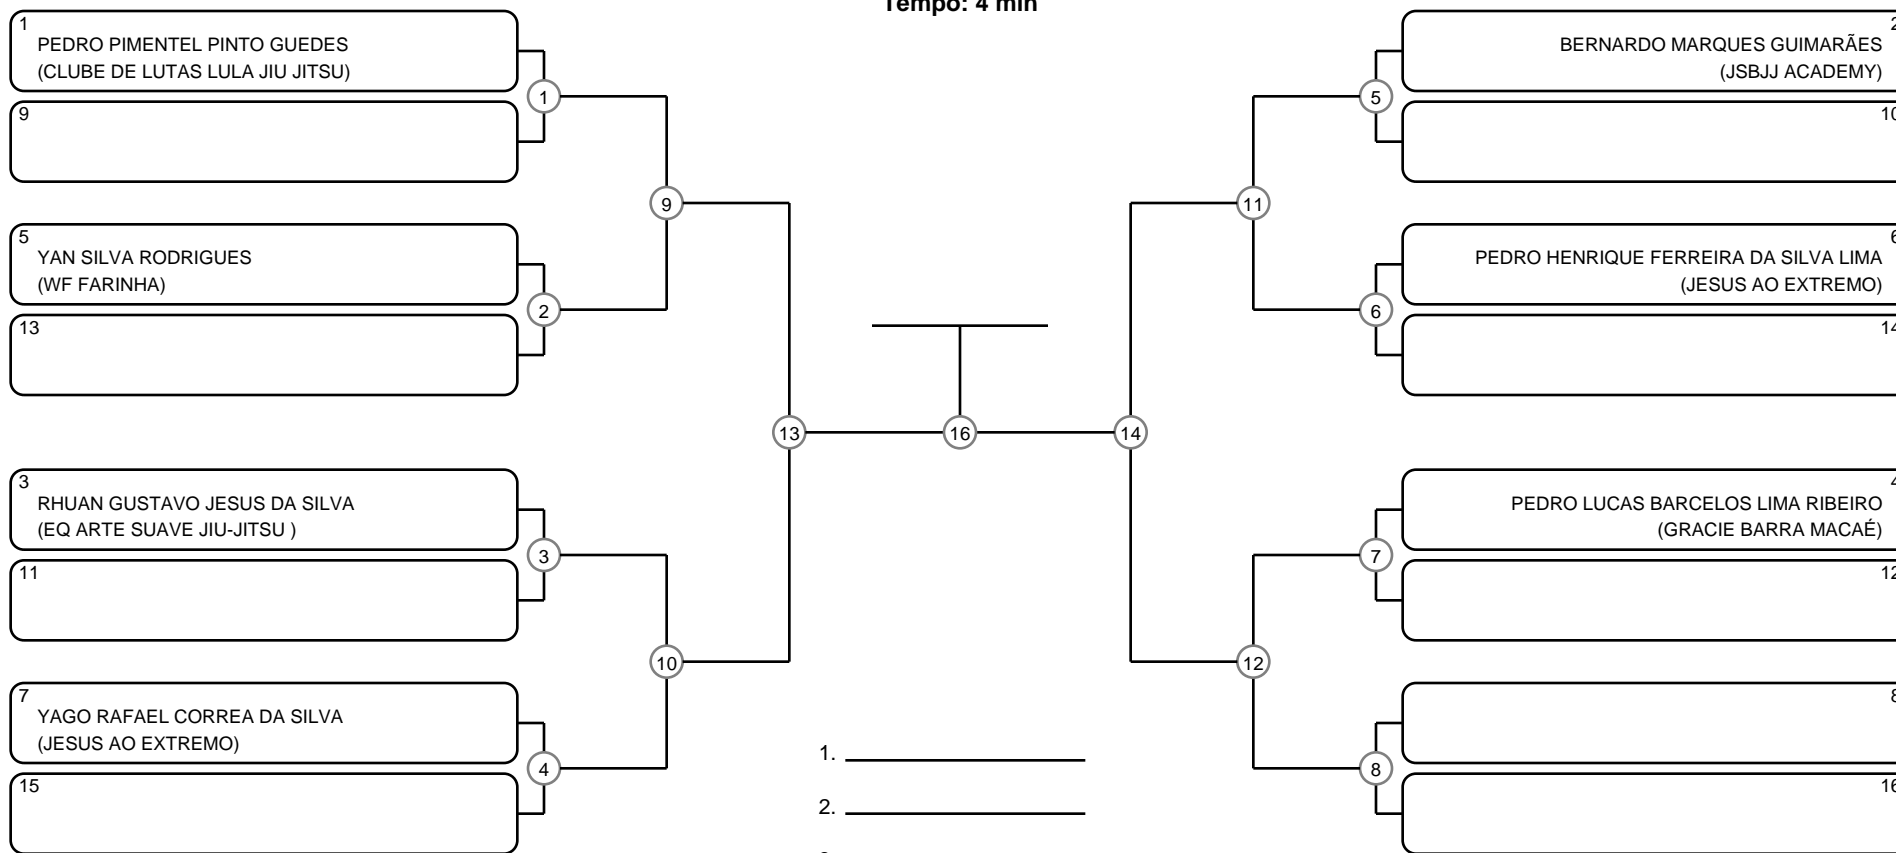 Tempo: 4 min
1
PEDRO PIMENTEL PINTO GUEDES
(CLUBE DE LUTAS LULA JIU JITSU)
9
1
5
YAN SILVA RODRIGUES
(WF FARINHA)
13
2
9
3
RHUAN GUSTAVO JESUS DA SILVA
(EQ ARTE SUAVE JIU-JITSU )
11
3
7
YAGO RAFAEL CORREA DA SILVA
(JESUS AO EXTREMO)
15
4
10
13
16
14
2
BERNARDO MARQUES GUIMARÃES
(JSBJJ ACADEMY)
10
5
11
6
PEDRO HENRIQUE FERREIRA DA SILVA LIMA
(JESUS AO EXTREMO)
14
6
4
PEDRO LUCAS BARCELOS LIMA RIBEIRO
(GRACIE BARRA MACAÉ)
12
7
12
8
16
8
1.
2.